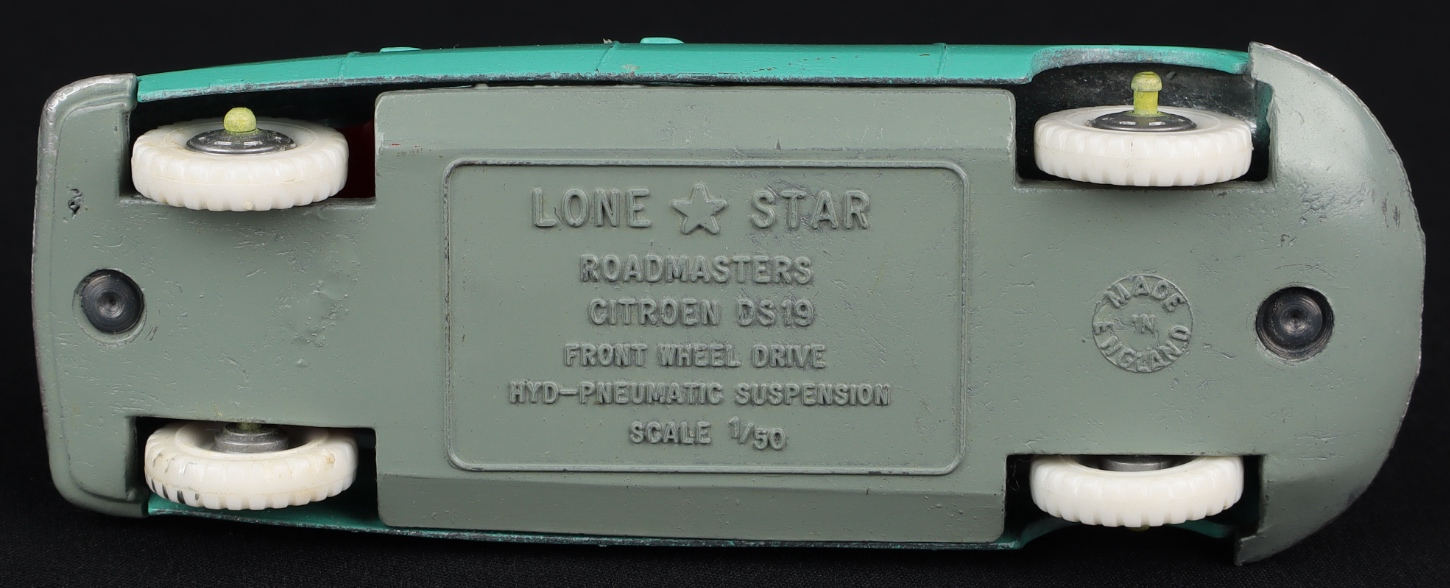 LONE ☆ STAR
ROADMASTERS
CITROEN DS19
FRONT WHEEL DRIVE
HYD-PNEUMATIC SUSPENSION
SCALE 1/50
MADE
IN
ENGLAND